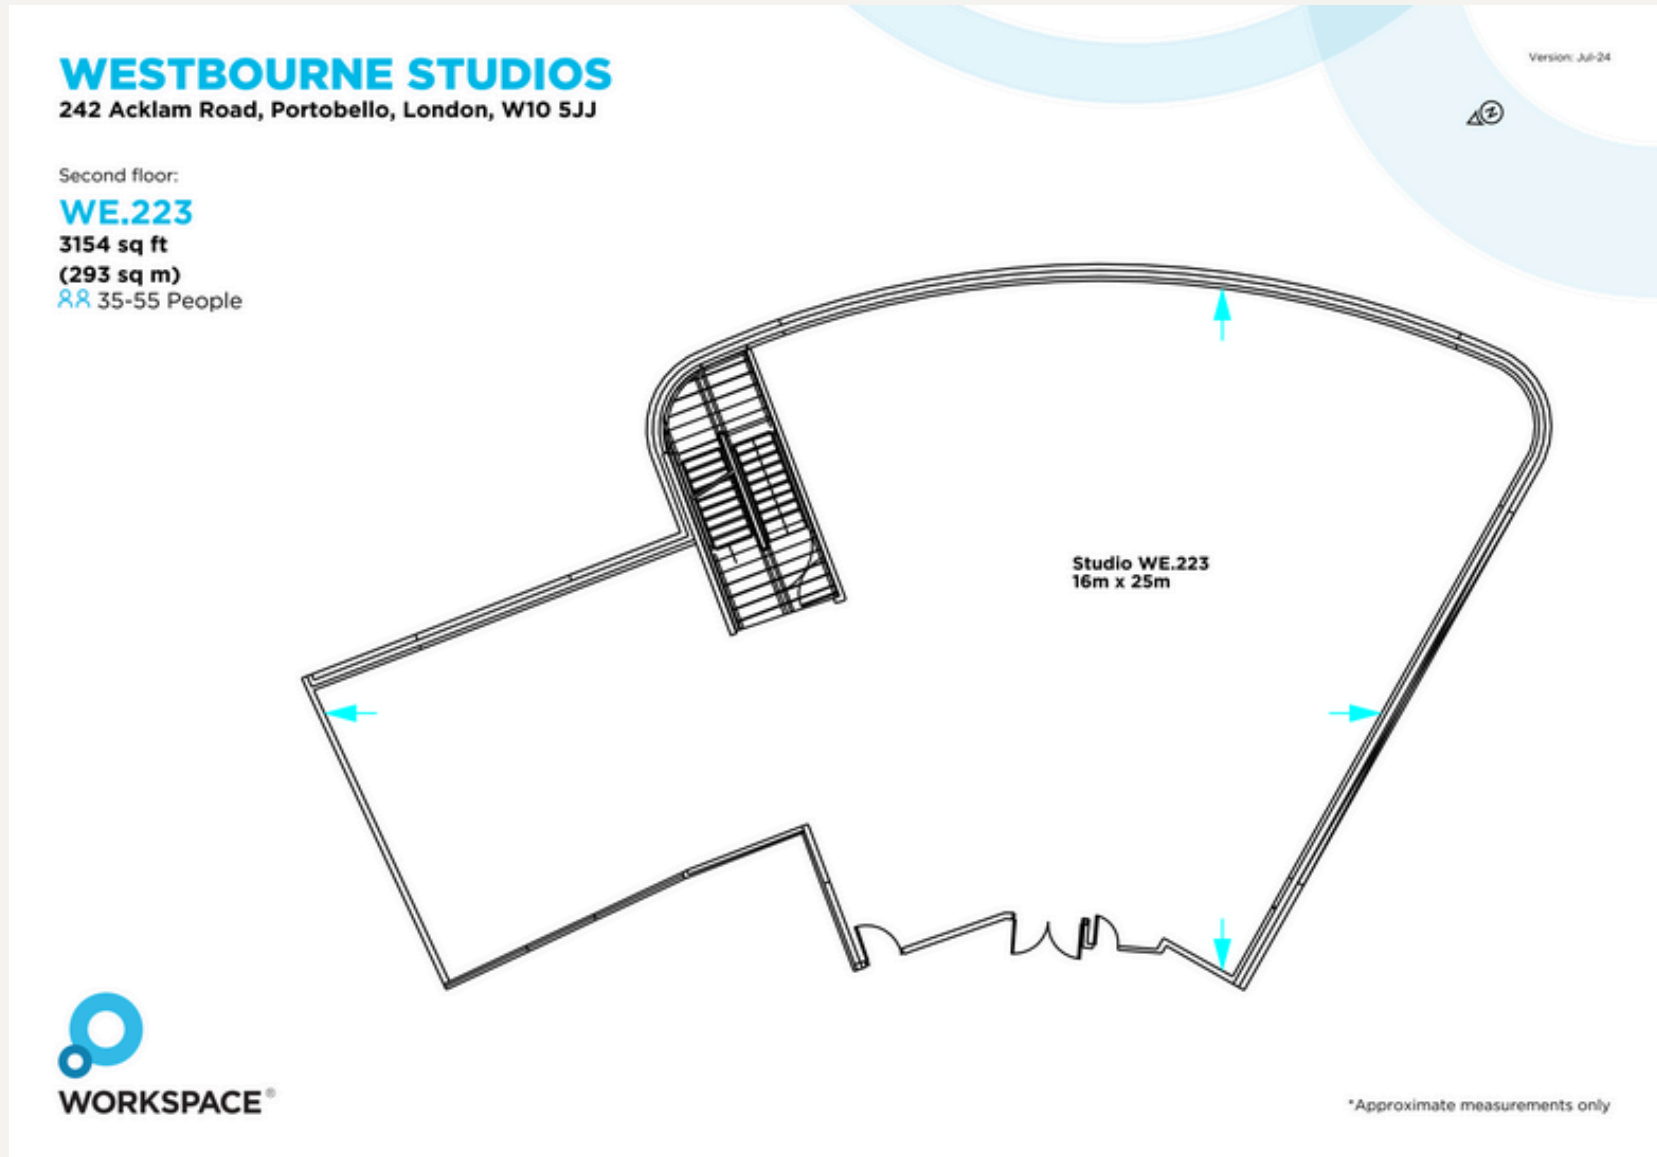 WESTBOURNE STUDIOS
242 Acklam Road, Portobello, London, W10 5JJ
Version: Jul-24
N
Second floor:
WE.223
3154 sq ft
(293 sq m)
35-55 People
Studio WE.223
16m x 25m
WORKSPACE®
*Approximate measurements only